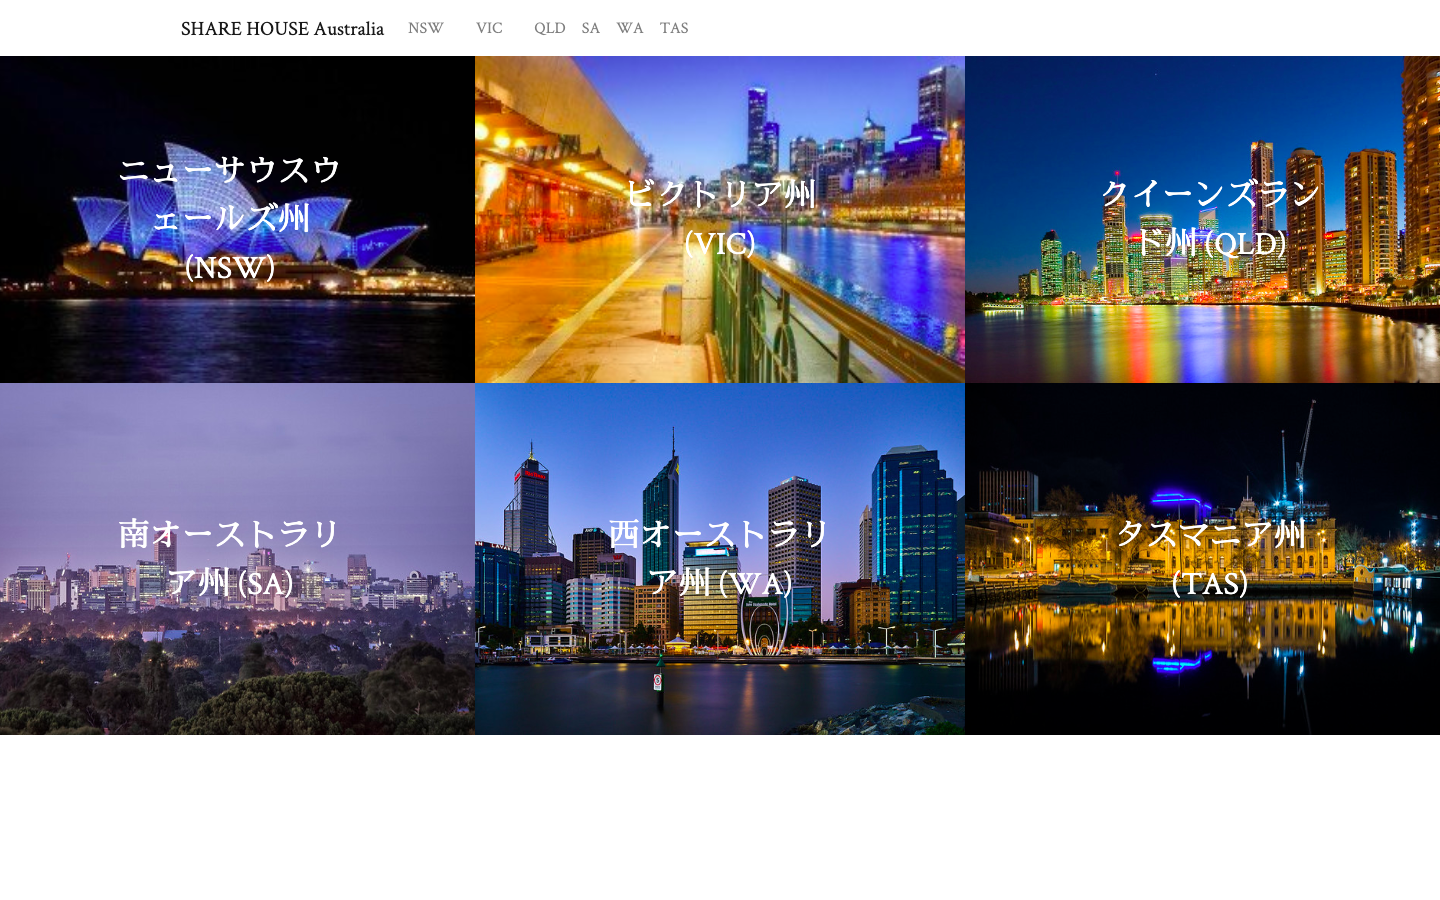 SHARE HOUSE Australia NSW VIC QLD SA WA TAS
ニューサウスウ
ェールズ州
(NSW)
ビクトリア州
(VIC)
クイーンズラン
ド州 (QLD)
南オーストラリ
ア州 (SA)
西オーストラリ
ア州 (WA)
タスマニア州
(TAS)